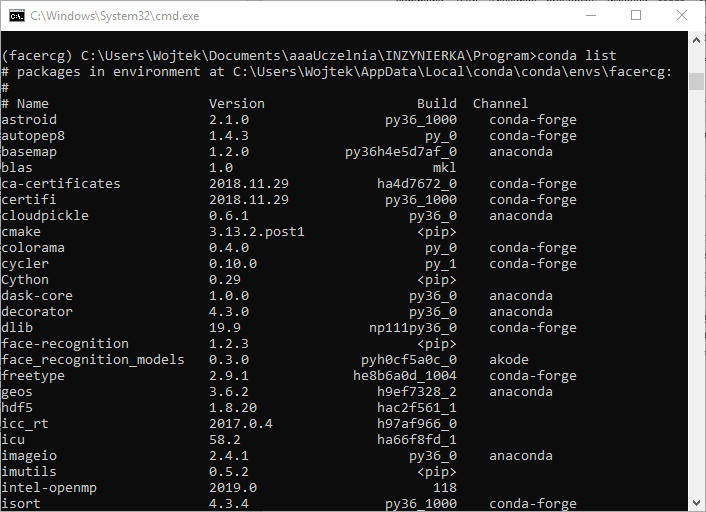 C:\Windows\System32\cmd.exe
(facercg) C:\Users\Wojtek\Documents\aaaUczelnia\INZYNIERKA\Program>conda list
# packages in environment at C:\Users\Wojtek\AppData\Local\conda\conda\envs\facercg:
#
# Name                    Version                   Build  Channel
astroid                   2.1.0                 py36_1000    conda-forge
autopep8                  1.4.3                      py_0    conda-forge
basemap                   1.2.0            py36h4e5d7af_0    anaconda
blas                      1.0                         mkl
ca-certificates           2018.11.29           ha4d7672_0    conda-forge
certifi                   2018.11.29            py36_1000    conda-forge
cloudpickle               0.6.1                    py36_0    anaconda
cmake                     3.13.2.post1              <pip>
colorama                  0.4.0                      py_0    conda-forge
cycler                    0.10.0                     py_1    conda-forge
Cython                    0.29                      <pip>
dask-core                 1.0.0                    py36_0    anaconda
decorator                 4.3.0                    py36_0    anaconda
dlib                      19.9              np111py36_0    conda-forge
face-recognition          1.2.3                     <pip>
face_recognition_models   0.3.0              pyh0cf5a0c_0    akode
freetype                  2.9.1             he8b6a0d_1004    conda-forge
geos                      3.6.2                h9ef7328_2    anaconda
hdf5                      1.8.20               hac2f561_1
icc_rt                    2017.0.4             h97af966_0
icu                       58.2                 ha66f8fd_1
imageio                   2.4.1                    py36_0    anaconda
imutils                   0.5.2                     <pip>
intel-openmp              2019.0                      118
isort                     4.3.4                 py36_1000    conda-forge